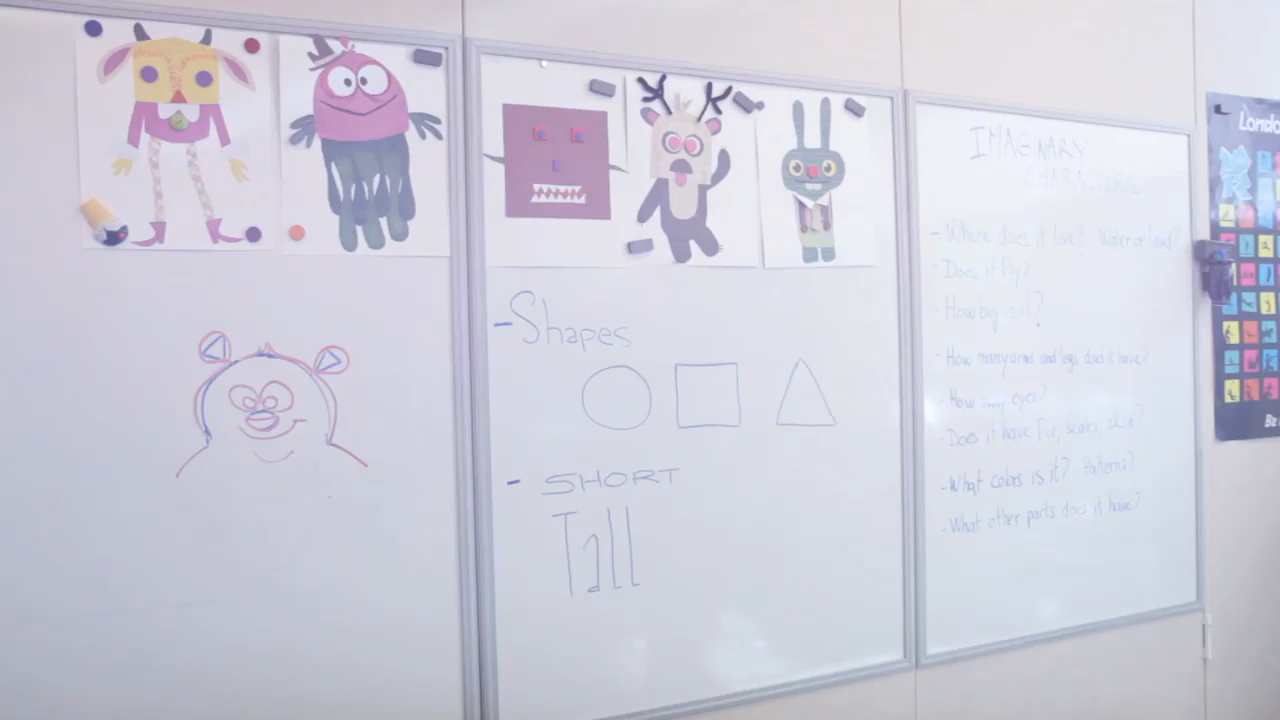 - Shapes
- SHORT
Tall
IMAGINARY
CHARACTERS
- Where does it live? Water or land?
- Does it fly?
- How big is it?
- How many arms and legs does it have?
- How many eyes?
- Does it have Fur, scales, skin?
- What colors is it? Patterns?
- What other parts does it have?
London
Be